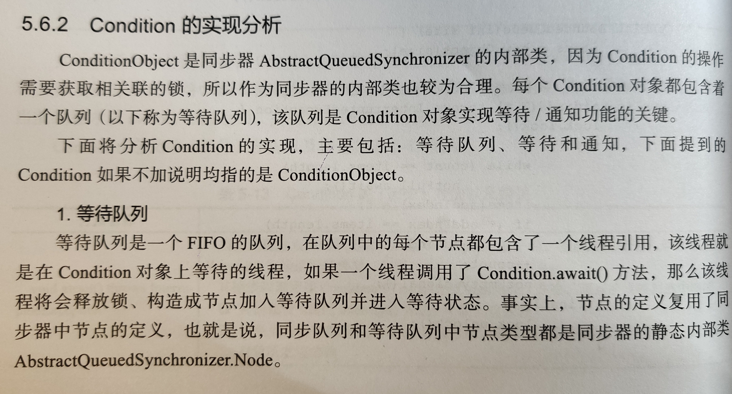 5.6.2 Condition 的实现分析
ConditionObject 是同步器 AbstractQueuedSynchronizer 的内部类，因为 Condition 的操作
需要获取相关联的锁，所以作为同步器的内部类也较为合理。每个 Condition 对象都包含着
一个队列（以下称为等待队列），该队列是 Condition 对象实现等待 / 通知功能的关键。
下面将分析 Condition 的实现，主要包括：等待队列、等待和通知，下面提到的
Condition 如果不加说明均指的是 ConditionObject。
1. 等待队列
等待队列是一个 FIFO 的队列，在队列中的每个节点都包含了一个线程引用，该线程就
是在 Condition 对象上等待的线程，如果一个线程调用了 Condition.await() 方法，那么该线
程将会释放锁、构造成节点加入等待队列并进入等待状态。事实上，节点的定义复用了同
步器中节点的定义，也就是说，同步队列和等待队列中节点类型都是同步器的静态内部类
AbstractQueuedSynchronizer.Node。